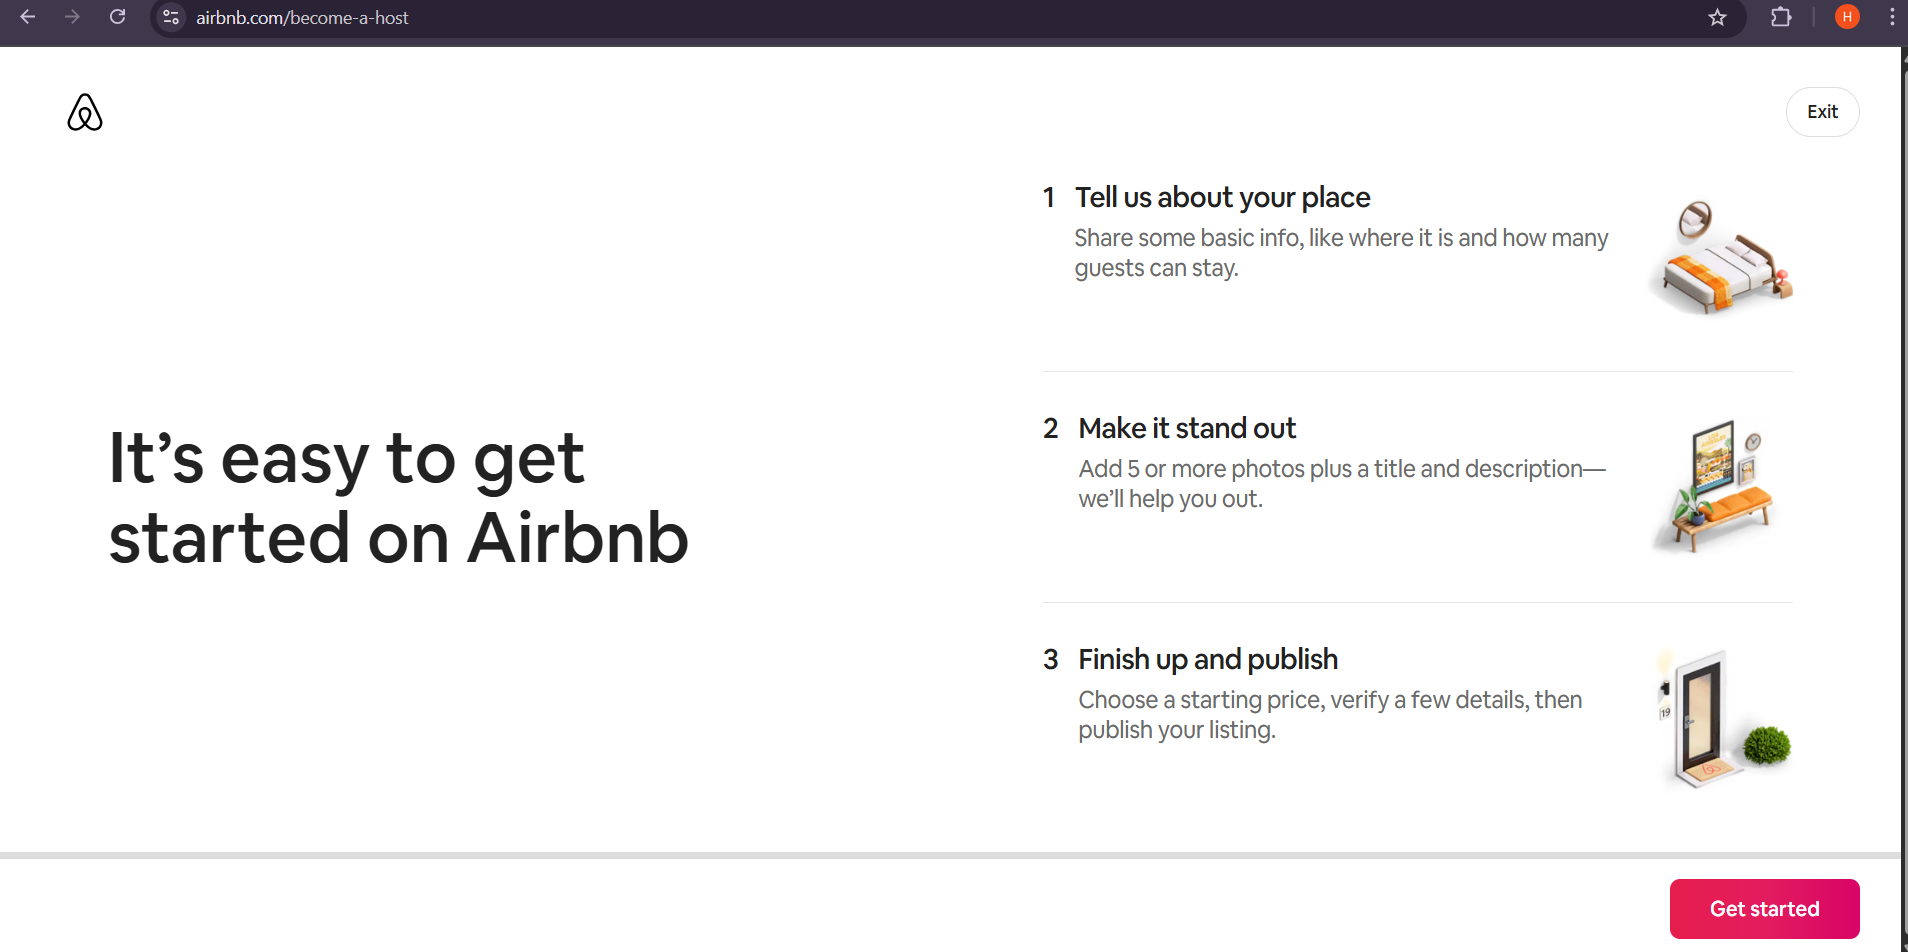 airbnb.com/become-a-host
H
Exit
It’s easy to get
started on Airbnb
1 Tell us about your place
Share some basic info, like where it is and how many
guests can stay.
2 Make it stand out
Add 5 or more photos plus a title and description—
we’ll help you out.
3 Finish up and publish
Choose a starting price, verify a few details, then
publish your listing.
19
Get started